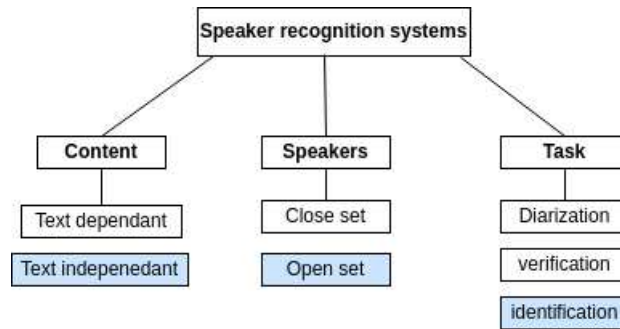 Speaker recognition systems
Content
Speakers
Task
Text dependant
Close set
Diarization
Text indepenedant
Open set
verification
identification